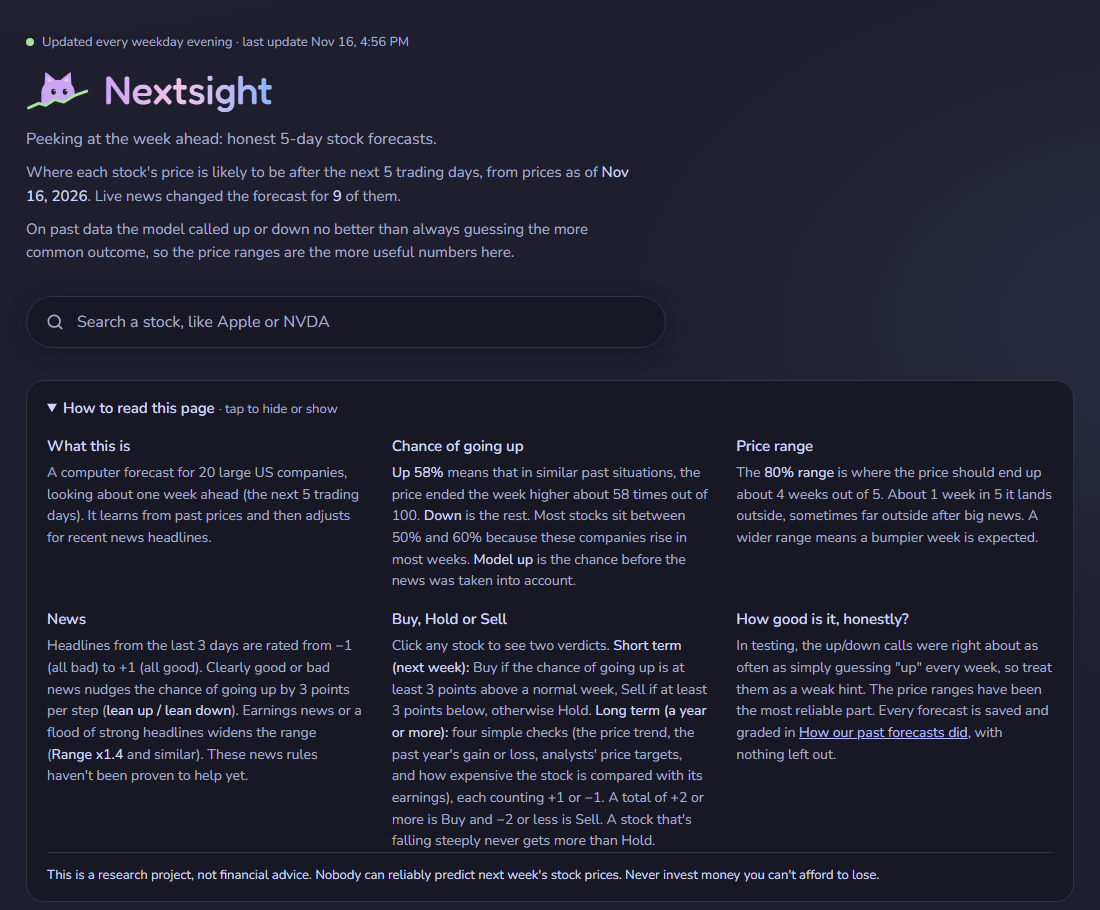 Updated every weekday evening · last update Nov 16, 4:56 PM
Nextsight
Peeking at the week ahead: honest 5-day stock forecasts.
Where each stock's price is likely to be after the next 5 trading days, from prices as of Nov
16, 2026. Live news changed the forecast for 9 of them.
On past data the model called up or down no better than always guessing the more
common outcome, so the price ranges are the more useful numbers here.
Search a stock, like Apple or NVDA
▼ How to read this page · tap to hide or show
What this is
A computer forecast for 20 large US companies,
looking about one week ahead (the next 5 trading
days). It learns from past prices and then adjusts
for recent news headlines.
Chance of going up
Up 58% means that in similar past situations, the
price ended the week higher about 58 times out of
100. Down is the rest. Most stocks sit between
50% and 60% because these companies rise in
most weeks. Model up is the chance before the
news was taken into account.
Price range
The 80% range is where the price should end up
about 4 weeks out of 5. About 1 week in 5 it lands
outside, sometimes far outside after big news. A
wider range means a bumpier week is expected.
News
Headlines from the last 3 days are rated from −1
(all bad) to +1 (all good). Clearly good or bad
news nudges the chance of going up by 3 points
per step (lean up / lean down). Earnings news or a
flood of strong headlines widens the range
(Range x1.4 and similar). These news rules
haven't been proven to help yet.
Buy, Hold or Sell
Click any stock to see two verdicts. Short term
(next week): Buy if the chance of going up is at
least 3 points above a normal week, Sell if at least
3 points below, otherwise Hold. Long term (a year
or more): four simple checks (the price trend, the
past year's gain or loss, analysts' price targets,
and how expensive the stock is compared with its
earnings), each counting +1 or −1. A total of +2 or
more is Buy and −2 or less is Sell. A stock that's
falling steeply never gets more than Hold.
How good is it, honestly?
In testing, the up/down calls were right about as
often as simply guessing "up" every week, so treat
them as a weak hint. The price ranges have been
the most reliable part. Every forecast is saved and
graded in How our past forecasts did, with
nothing left out.
This is a research project, not financial advice. Nobody can reliably predict next week's stock prices. Never invest money you can't afford to lose.